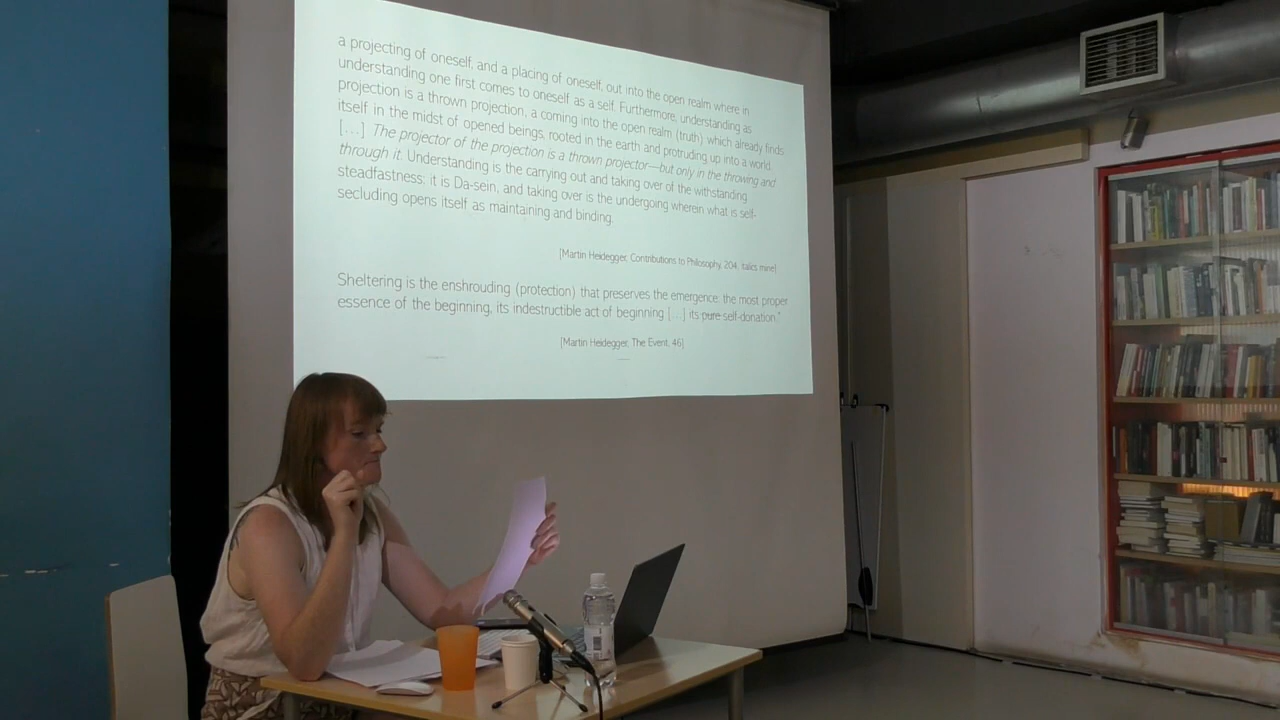 a projecting of oneself, and a placing of oneself, out into the open realm where in
understanding one first comes to oneself as a self. Furthermore, understanding as
projection is a thrown projection, a coming into the open realm (truth) which already finds
itself in the midst of opened beings, rooted in the earth and protruding up into a world.
[...] The projector of the projection is a thrown projector—but only in the throwing and
through it. Understanding is the carrying out and taking over of the withstanding
steadfastness: it is Da-sein, and taking over is the undergoing wherein what is self-
secluding opens itself as maintaining and binding.
[Martin Heidegger, Contributions to Philosophy, 204, italics mine]
Sheltering is the enshrouding (protection) that preserves the emergence: the most proper
essence of the beginning, its indestructible act of beginning [...] its pure self-donation."
[Martin Heidegger, The Event, 46]